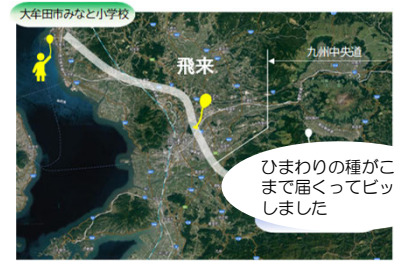 大牟田市みなと小学校
飛来
九州中央道
ひまわりの種がこ
まで届くってビッ
しました